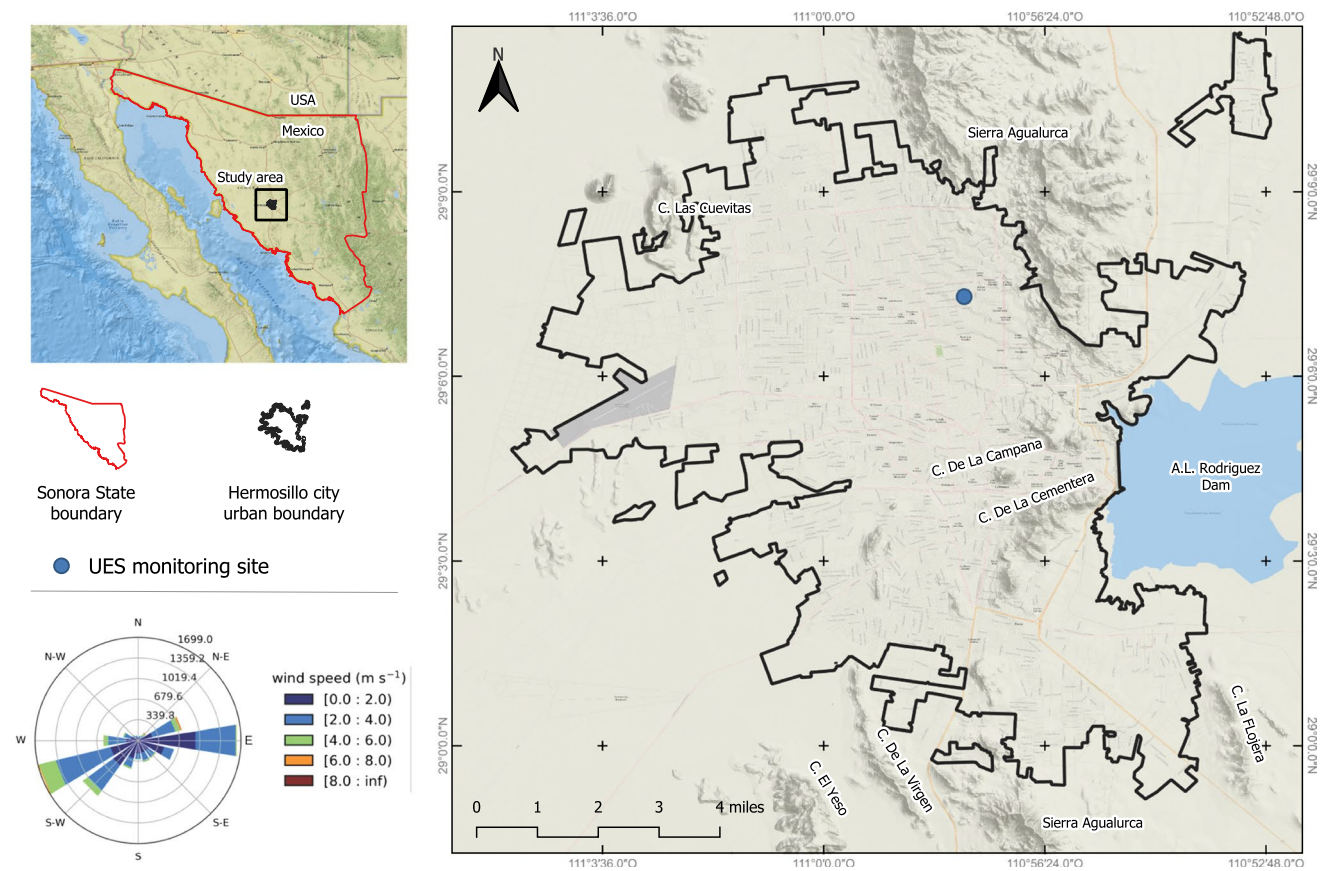 USA
Mexico
Study area
Sonora State
boundary
Hermosillo city
urban boundary
UES monitoring site
N
N-E
E
S-E
S
S-W
W
N-W
1699.0
1359.2
1019.4
679.6
339.8
wind speed (m s⁻¹)
[0.0 : 2.0)
[2.0 : 4.0)
[4.0 : 6.0)
[6.0 : 8.0)
[8.0 : inf)
111°3'36.0"O
111°0'0.0"O
110°56'24.0"O
110°52'48.0"O
29°9'0.0"N
29°6'0.0"N
29°3'0.0"N
29°0'0.0"N
N
Sierra Agualurca
C. Las Cuevitas
C. De La Campana
C. De La Cementera
A.L. Rodriguez
Dam
C. La FLojera
C. De La Virgen
C. El Yeso
Sierra Agualurca
0 1 2 3 4 miles
29°9'0.0"N
29°6'0.0"N
29°3'0.0"N
29°0'0.0"N
111°3'36.0"O
111°0'0.0"O
110°56'24.0"O
110°52'48.0"O